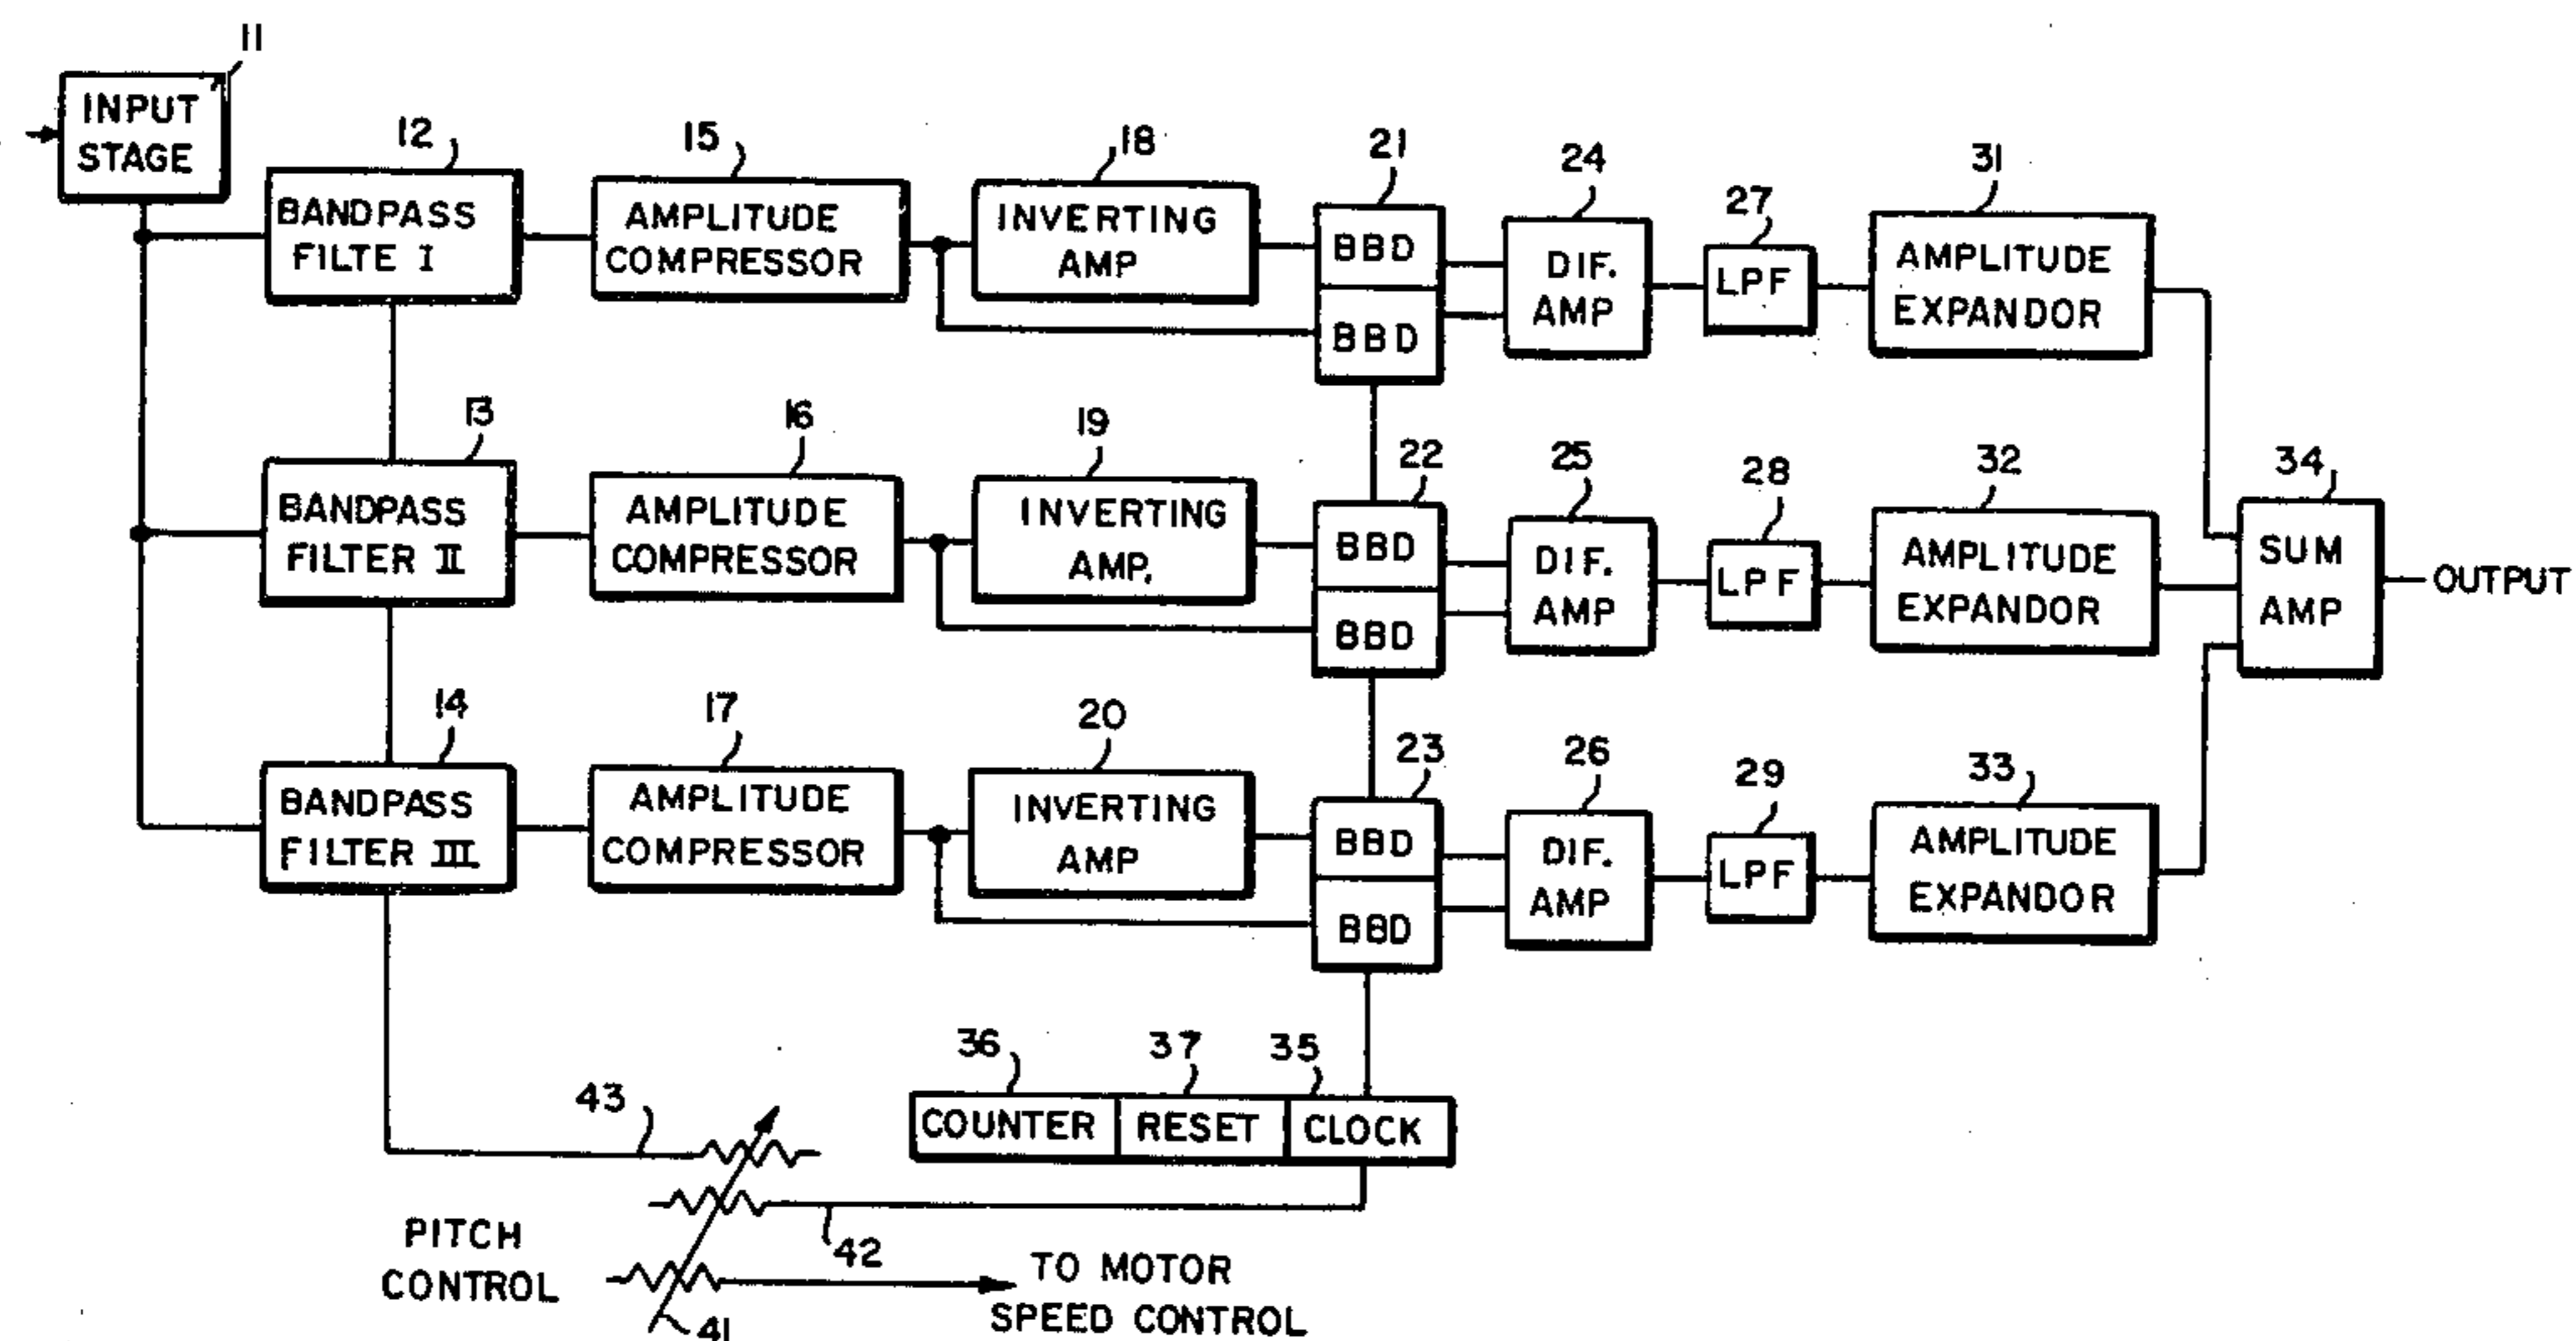 11
INPUT
STAGE
12
BANDPASS
FILTE I
15
AMPLITUDE
COMPRESSOR
18
INVERTING
AMP
21
BBD
BBD
24
DIF.
AMP
27
LPF
31
AMPLITUDE
EXPANDOR
13
BANDPASS
FILTER II
16
AMPLITUDE
COMPRESSOR
19
INVERTING
AMP.
22
BBD
BBD
25
DIF.
AMP
28
LPF
32
AMPLITUDE
EXPANDOR
34
SUM
AMP
OUTPUT
14
BANDPASS
FILTER III
17
AMPLITUDE
COMPRESSOR
20
INVERTING
AMP
23
BBD
BBD
26
DIF.
AMP
29
LPF
33
AMPLITUDE
EXPANDOR
36
37
35
COUNTER
RESET
CLOCK
43
42
PITCH
CONTROL
41
TO MOTOR
SPEED CONTROL